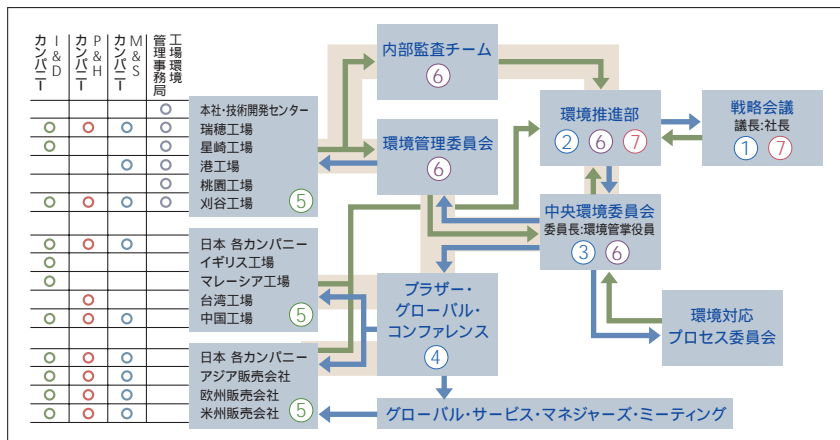 I&D
カンパニー
P&H
カンパニー
M&S
カンパニー
工場環境
管理事務局
本社・技術開発センター
瑞穂工場
星崎工場
港工場
桃園工場
刈谷工場
⑤
日本 各カンパニー
イギリス工場
マレーシア工場
台湾工場
中国工場
⑤
日本 各カンパニー
アジア販売会社
欧州販売会社
米州販売会社
⑤
内部監査チーム
⑥
環境管理委員会
⑥
環境推進部
② ⑥ ⑦
戦略会議
議長:社長
① ⑦
中央環境委員会
委員長:環境管掌役員
③ ⑥
ブラザー・
グローバル・
コンファレンス
④
環境対応
プロセス委員会
グローバル・サービス・マネジャーズ・ミーティング